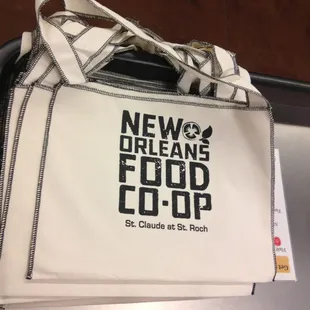 NEW
ORLEANS
FOOD
CO-OP
St. Claude at St. Roch